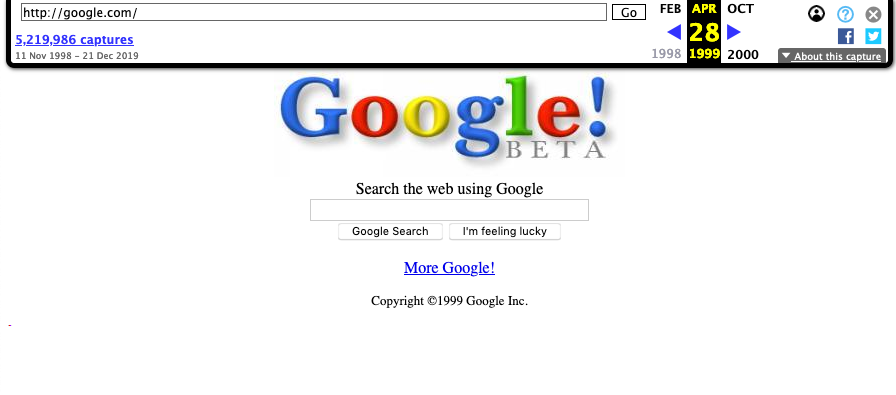 http://google.com/ Go FEB APR OCT
5,219,986 captures 28
11 Nov 1998 – 21 Dec 2019 1998 1999 2000 About this capture
Google!
BETA
Search the web using Google
Google Search I'm feeling lucky
More Google!
Copyright ©1999 Google Inc.